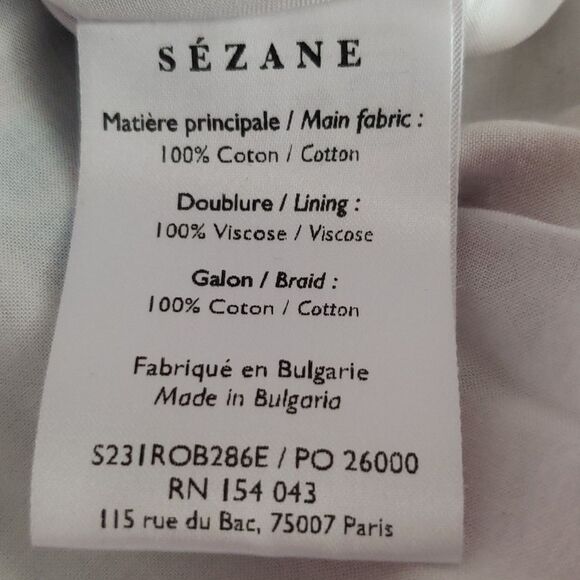 SÉZANE
Matière principale / Main fabric :
100% Coton / Cotton
Doublure / Lining :
100% Viscose / Viscose
Galon / Braid :
100% Coton / Cotton
Fabriqué en Bulgarie
Made in Bulgaria
S231ROB286E / PO 26000
RN 154 043
115 rue du Bac, 75007 Paris